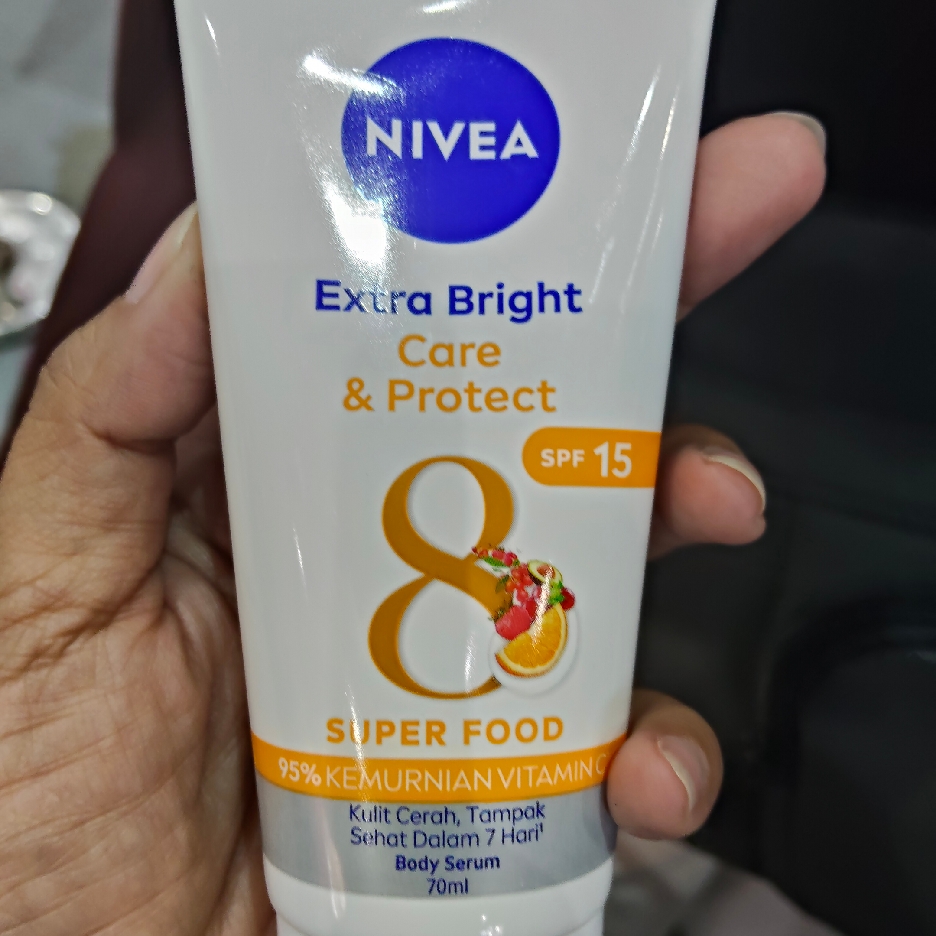 NIVEA
Extra Bright
Care
& Protect
SPF 15
8
SUPER FOOD
95% KEMURNIAN VITAMIN C
Kulit Cerah, Tampak
Sehat Dalam 7 Hari¹
Body Serum
70ml